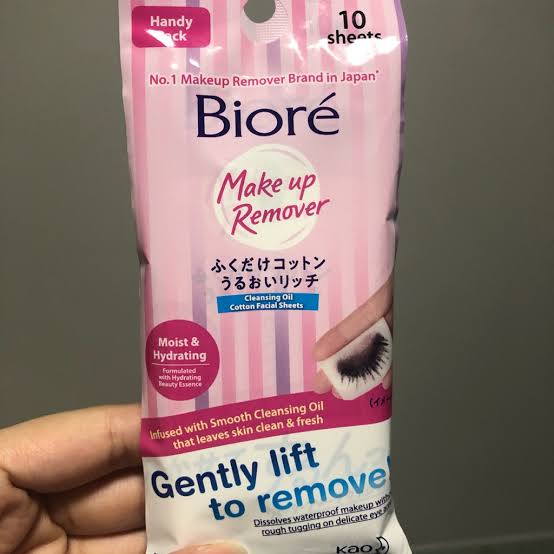 Handy
10
sheets
No.1 Makeup Remover Brand in Japan*
Bioré
Make up
Remover
ふくだけコットン
うるおいリッチ
Cleansing Oil
Cotton Facial Sheets
Moist &
Hydrating
Formulated
with Hydrating
Beauty Essence
Infused with Smooth Cleansing Oil
that leaves skin clean & fresh
Gently lift
to remove!
Dissolves waterproof makeup
rough tugging on delicate eye
Kao